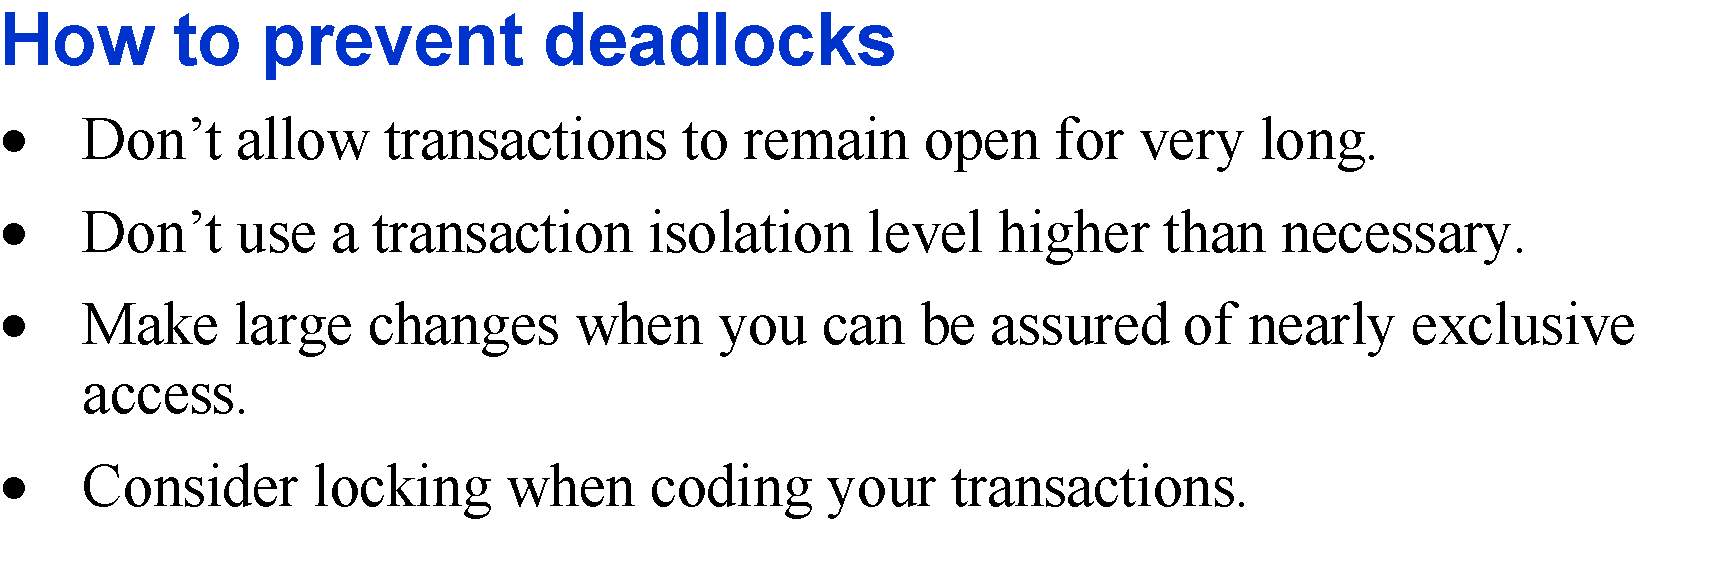 How to prevent deadlocks
• Don’t allow transactions to remain open for very long.
• Don’t use a transaction isolation level higher than necessary.
• Make large changes when you can be assured of nearly exclusive
access.
• Consider locking when coding your transactions.